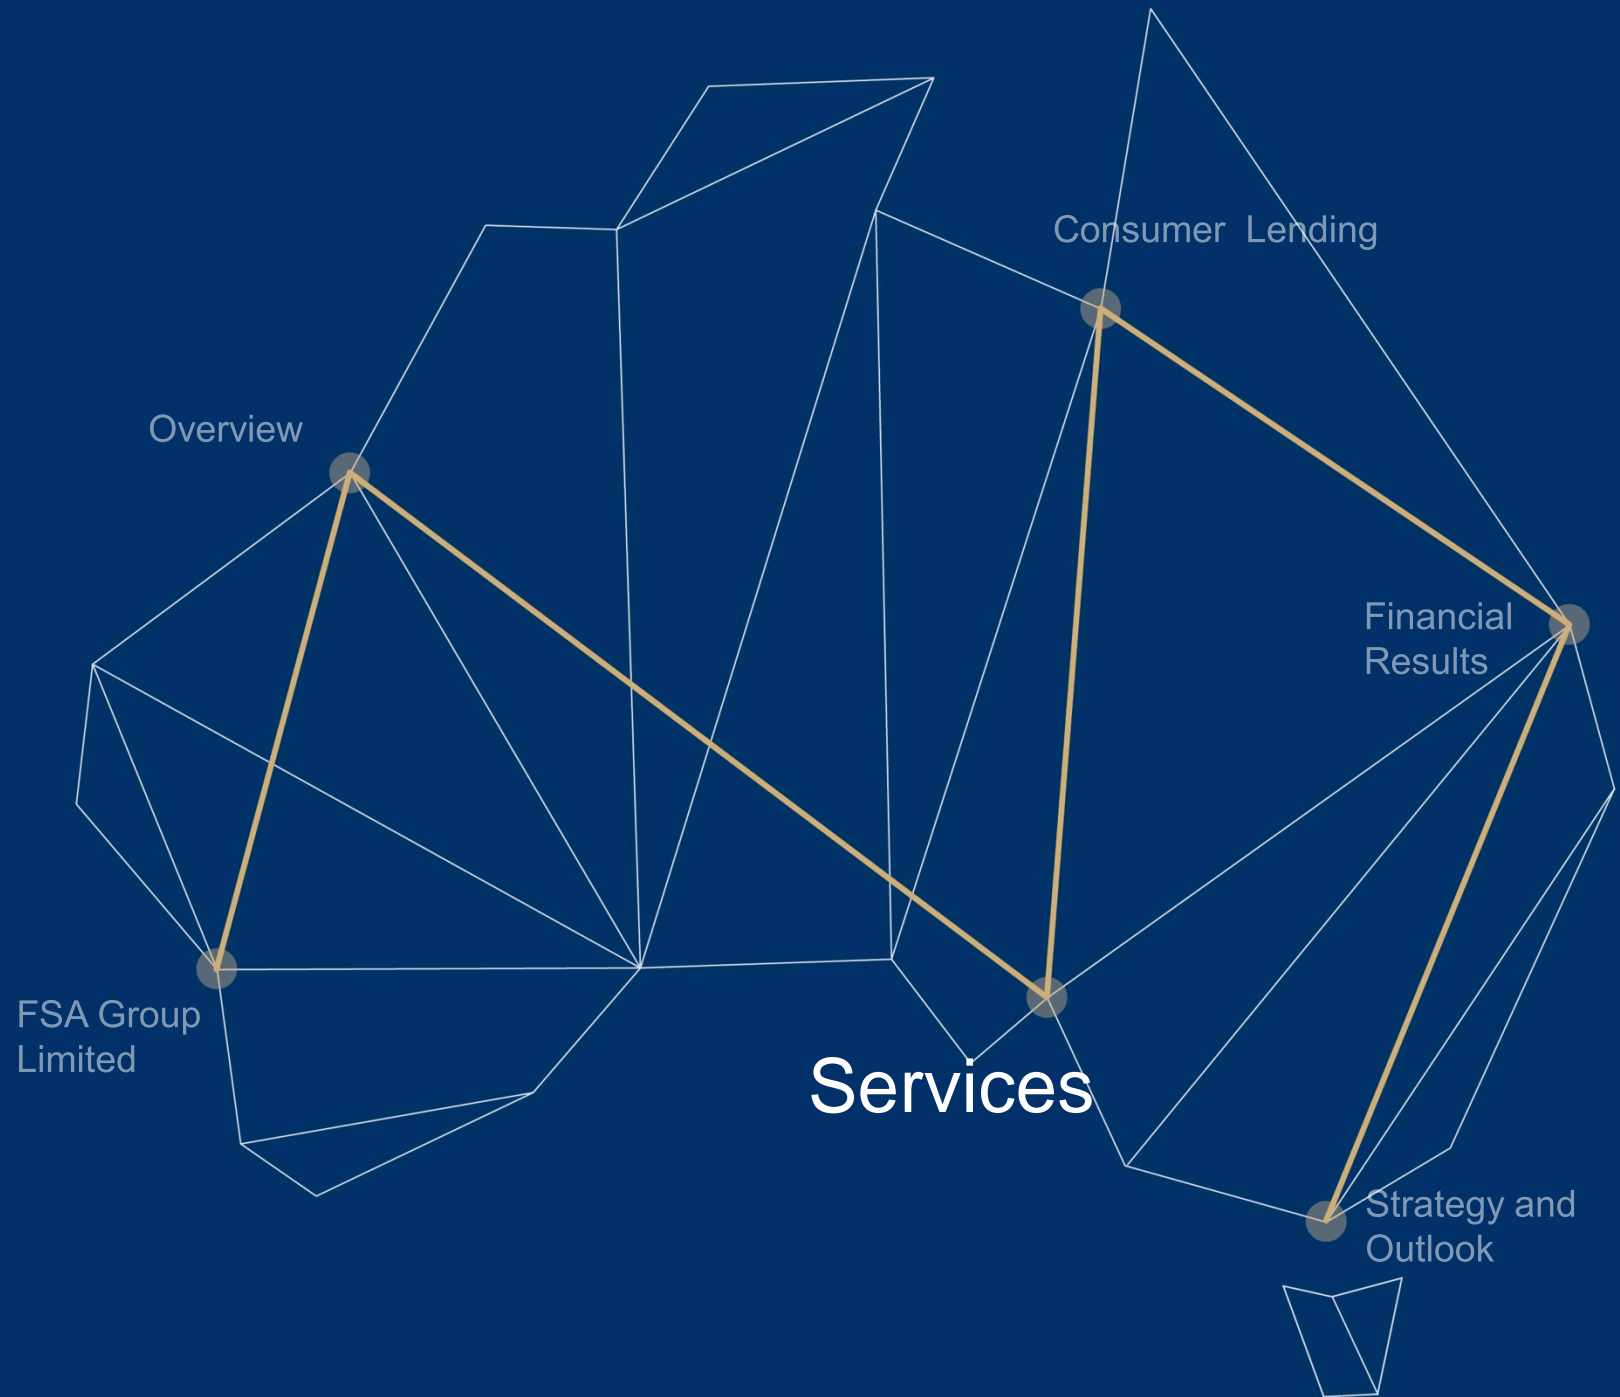 Consumer Lending
Overview
Financial
Results
FSA Group
Limited
Services
Strategy and
Outlook